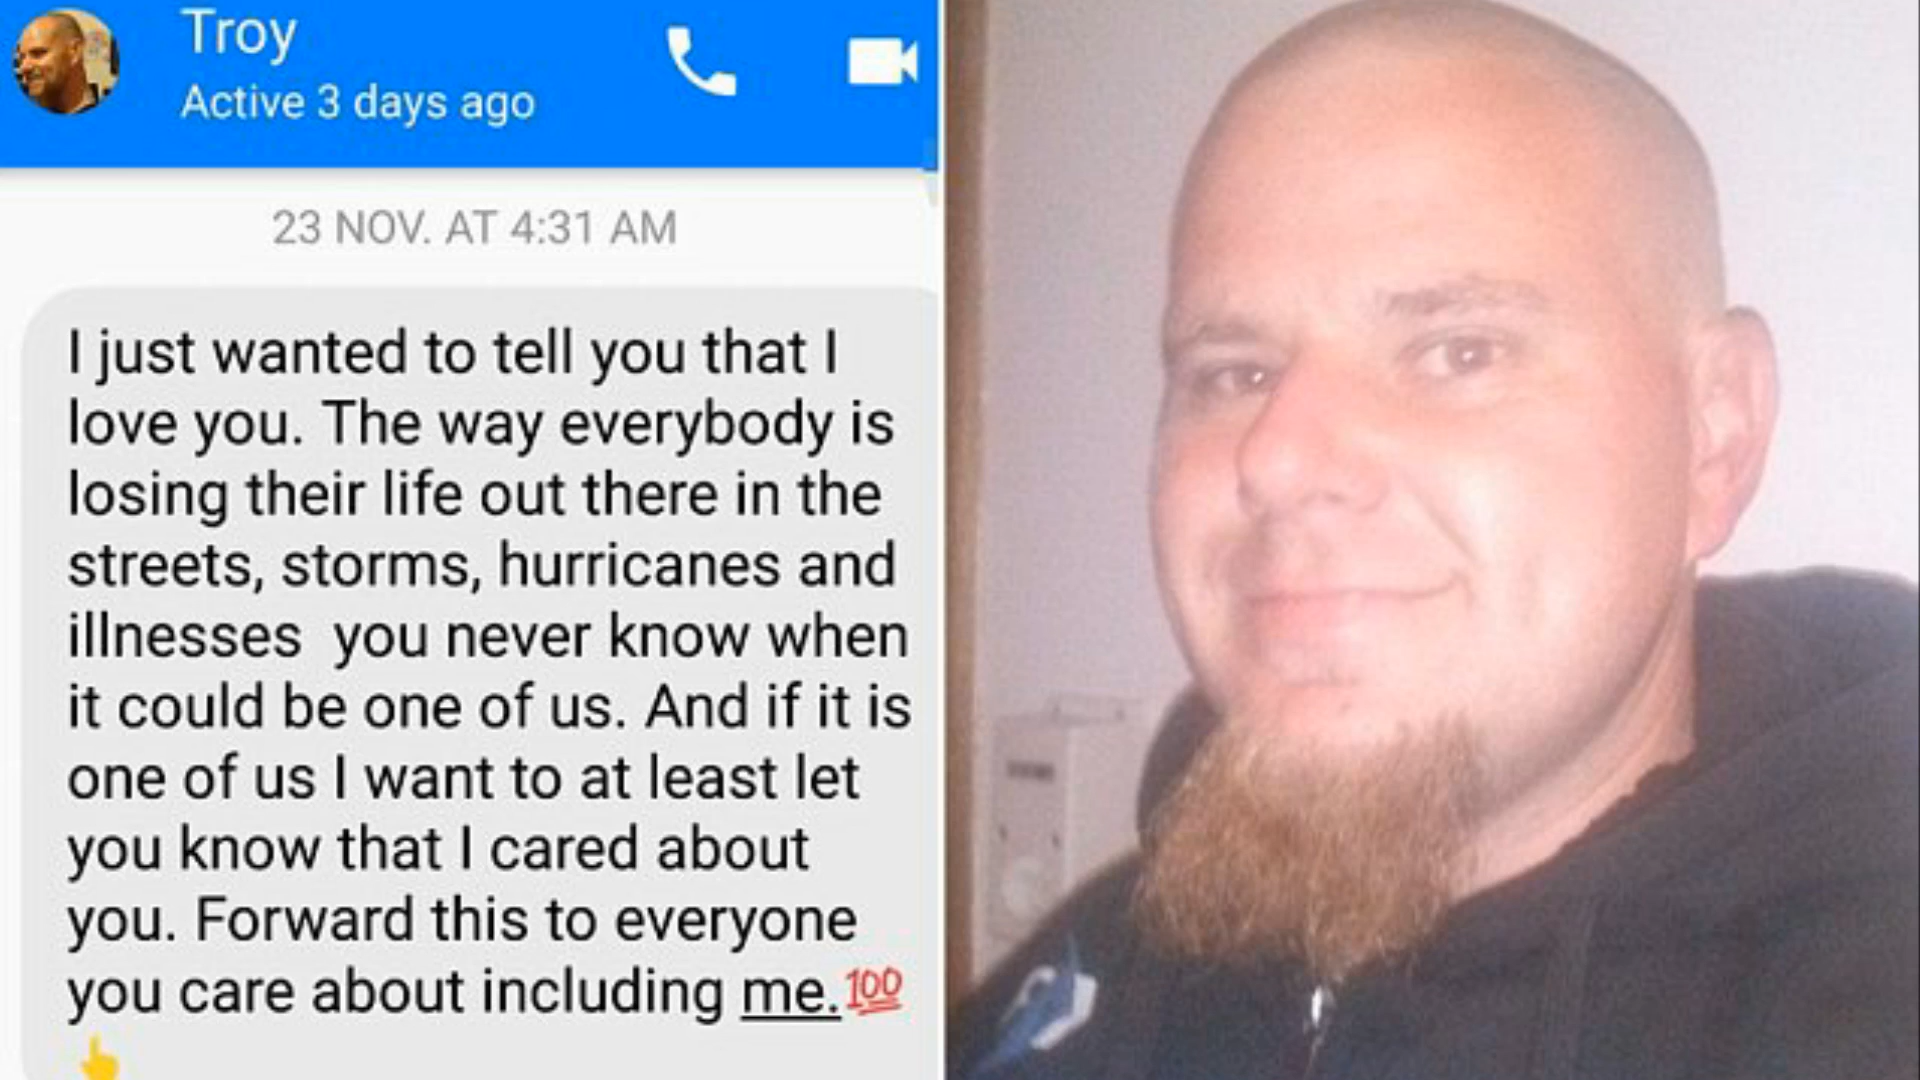 Troy
Active 3 days ago
23 NOV. AT 4:31 AM
I just wanted to tell you that I
love you. The way everybody is
losing their life out there in the
streets, storms, hurricanes and
illnesses  you never know when
it could be one of us. And if it is
one of us I want to at least let
you know that I cared about
you. Forward this to everyone
you care about including me.💯
👆